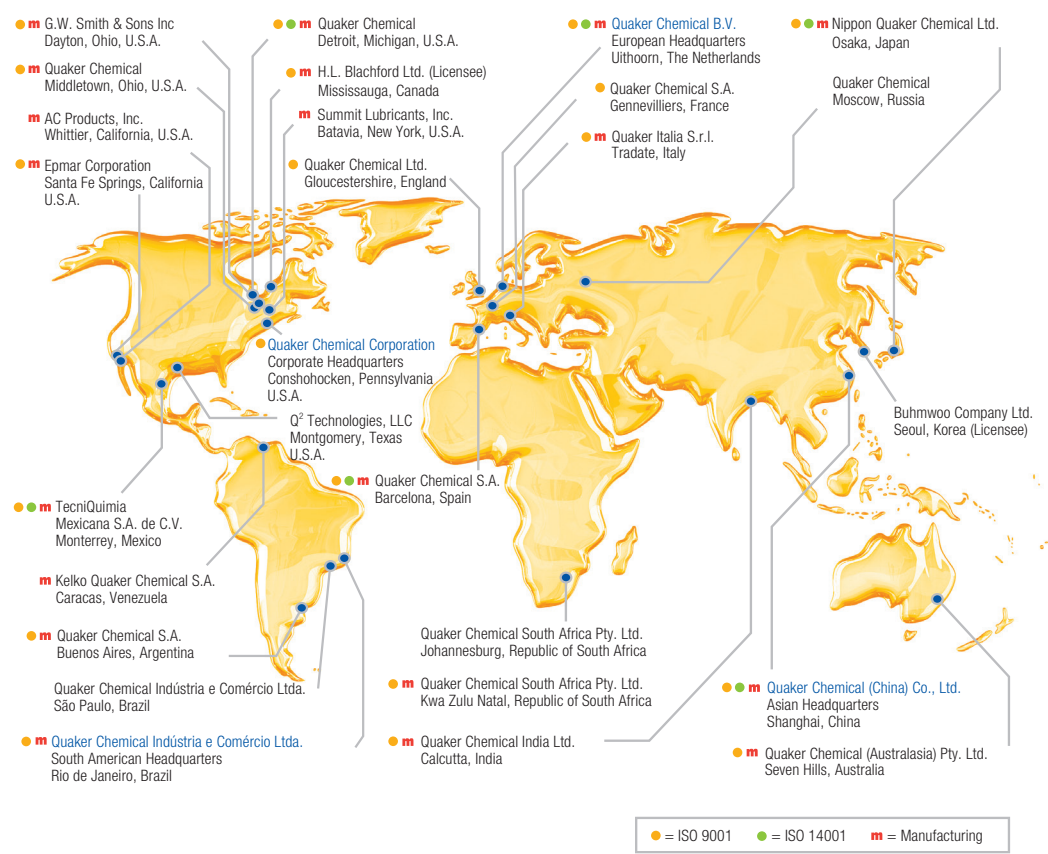 m G.W. Smith & Sons Inc
Dayton, Ohio, U.S.A.
m Quaker Chemical
Middletown, Ohio, U.S.A.
m AC Products, Inc.
Whittier, California, U.S.A.
m Epmar Corporation
Santa Fe Springs, California
U.S.A.
m Quaker Chemical
Detroit, Michigan, U.S.A.
m H.L. Blachford Ltd. (Licensee)
Mississauga, Canada
m Summit Lubricants, Inc.
Batavia, New York, U.S.A.
Quaker Chemical Ltd.
Gloucestershire, England
m Quaker Chemical B.V.
European Headquarters
Uithoorn, The Netherlands
Quaker Chemical S.A.
Gennevilliers, France
m Quaker Italia S.r.l.
Tradate, Italy
m Nippon Quaker Chemical Ltd.
Osaka, Japan
Quaker Chemical
Moscow, Russia
Quaker Chemical Corporation
Corporate Headquarters
Conshohocken, Pennsylvania
U.S.A.
Q² Technologies, LLC
Montgomery, Texas
U.S.A.
m Quaker Chemical S.A.
Barcelona, Spain
Buhmwoo Company Ltd.
Seoul, Korea (Licensee)
m TecniQuimia
Mexicana S.A. de C.V.
Monterrey, Mexico
m Kelko Quaker Chemical S.A.
Caracas, Venezuela
m Quaker Chemical S.A.
Buenos Aires, Argentina
Quaker Chemical Indústria e Comércio Ltda.
São Paulo, Brazil
m Quaker Chemical Indústria e Comércio Ltda.
South American Headquarters
Rio de Janeiro, Brazil
Quaker Chemical South Africa Pty. Ltd.
Johannesburg, Republic of South Africa
m Quaker Chemical South Africa Pty. Ltd.
Kwa Zulu Natal, Republic of South Africa
m Quaker Chemical India Ltd.
Calcutta, India
m Quaker Chemical (China) Co., Ltd.
Asian Headquarters
Shanghai, China
m Quaker Chemical (Australasia) Pty. Ltd.
Seven Hills, Australia
= ISO 9001 = ISO 14001 m = Manufacturing